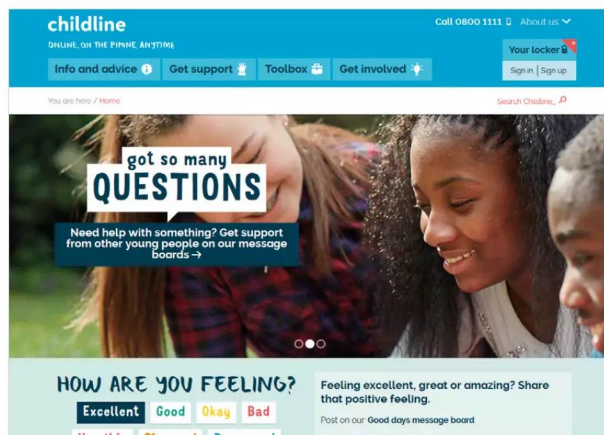 childline
Call 0800 1111 About us
ONLINE, ON THE PHONE, ANYTIME
Your locker
Info and advice Get support Toolbox Get involved
Sign in | Sign up
You are here / Home
Search Childline_
got so many
QUESTIONS
Need help with something? Get support
from other young people on our message
boards →
HOW ARE YOU FEELING?
Feeling excellent, great or amazing? Share
that positive feeling.
Excellent Good Okay Bad
Post on our Good days message board